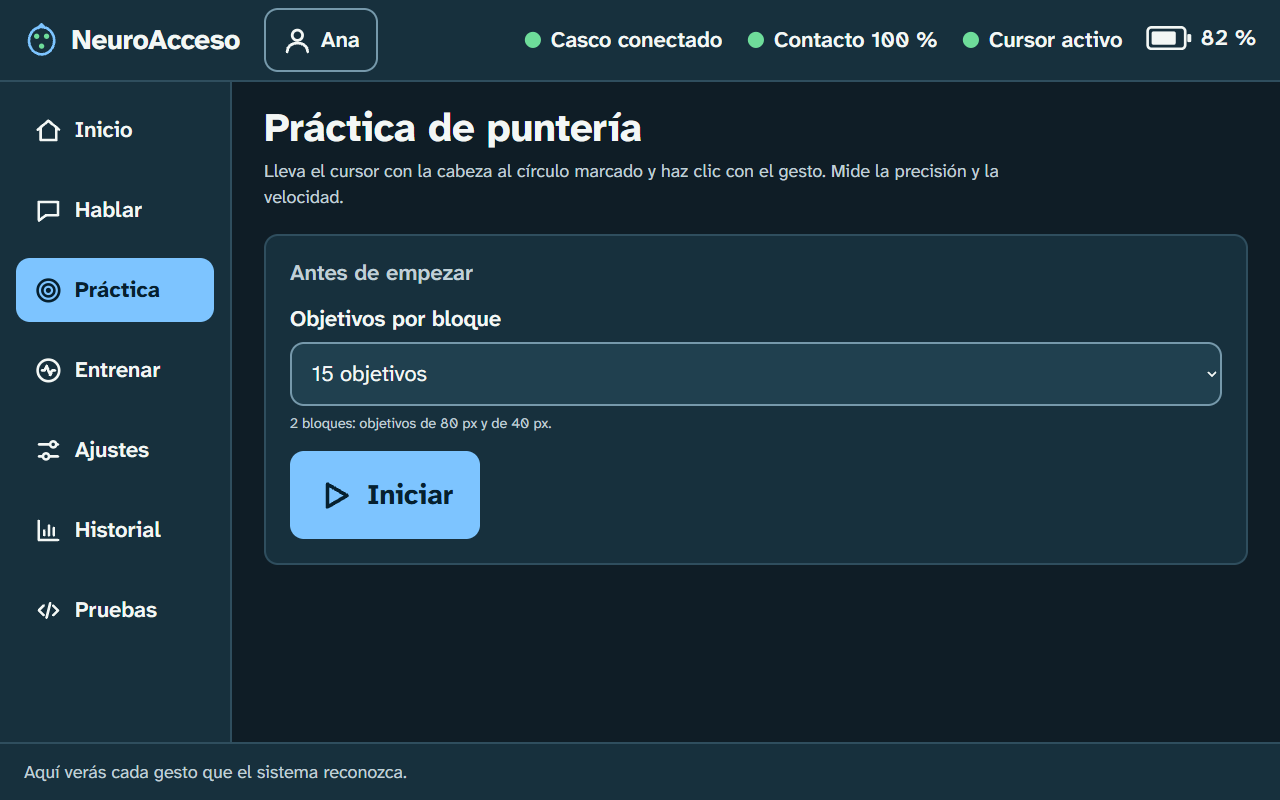 NeuroAcceso
Ana
Casco conectado
Contacto 100 %
Cursor activo
82 %
Inicio
Hablar
Práctica
Entrenar
Ajustes
Historial
Pruebas
Práctica de puntería
Lleva el cursor con la cabeza al círculo marcado y haz clic con el gesto. Mide la precisión y la
velocidad.
Antes de empezar
Objetivos por bloque
15 objetivos
2 bloques: objetivos de 80 px y de 40 px.
Iniciar
Aquí verás cada gesto que el sistema reconozca.